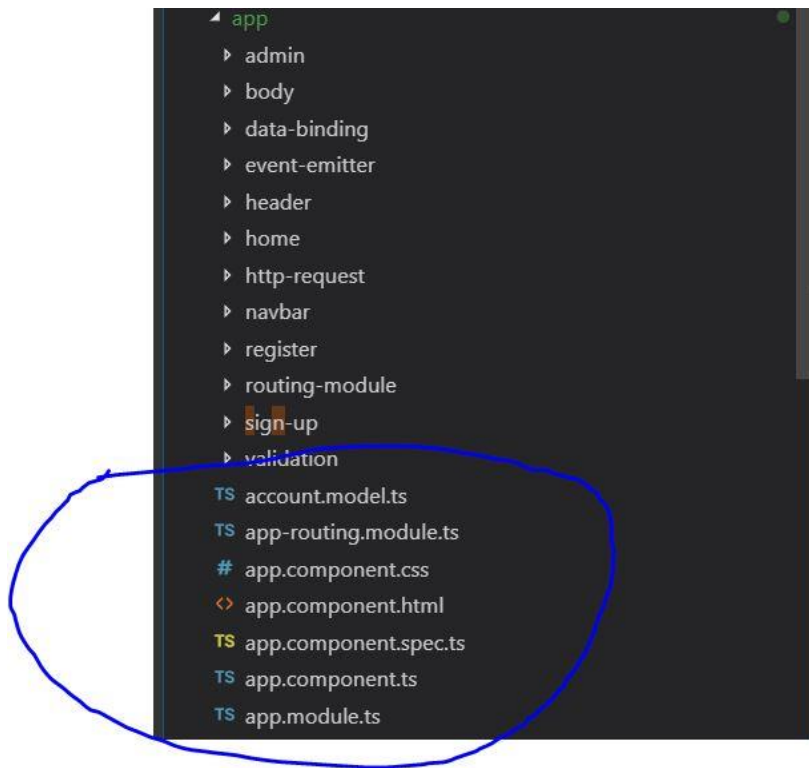 app
admin
body
data-binding
event-emitter
header
home
http-request
navbar
register
routing-module
sign-up
validation
TS account.model.ts
TS app-routing.module.ts
# app.component.css
<> app.component.html
TS app.component.spec.ts
TS app.component.ts
TS app.module.ts